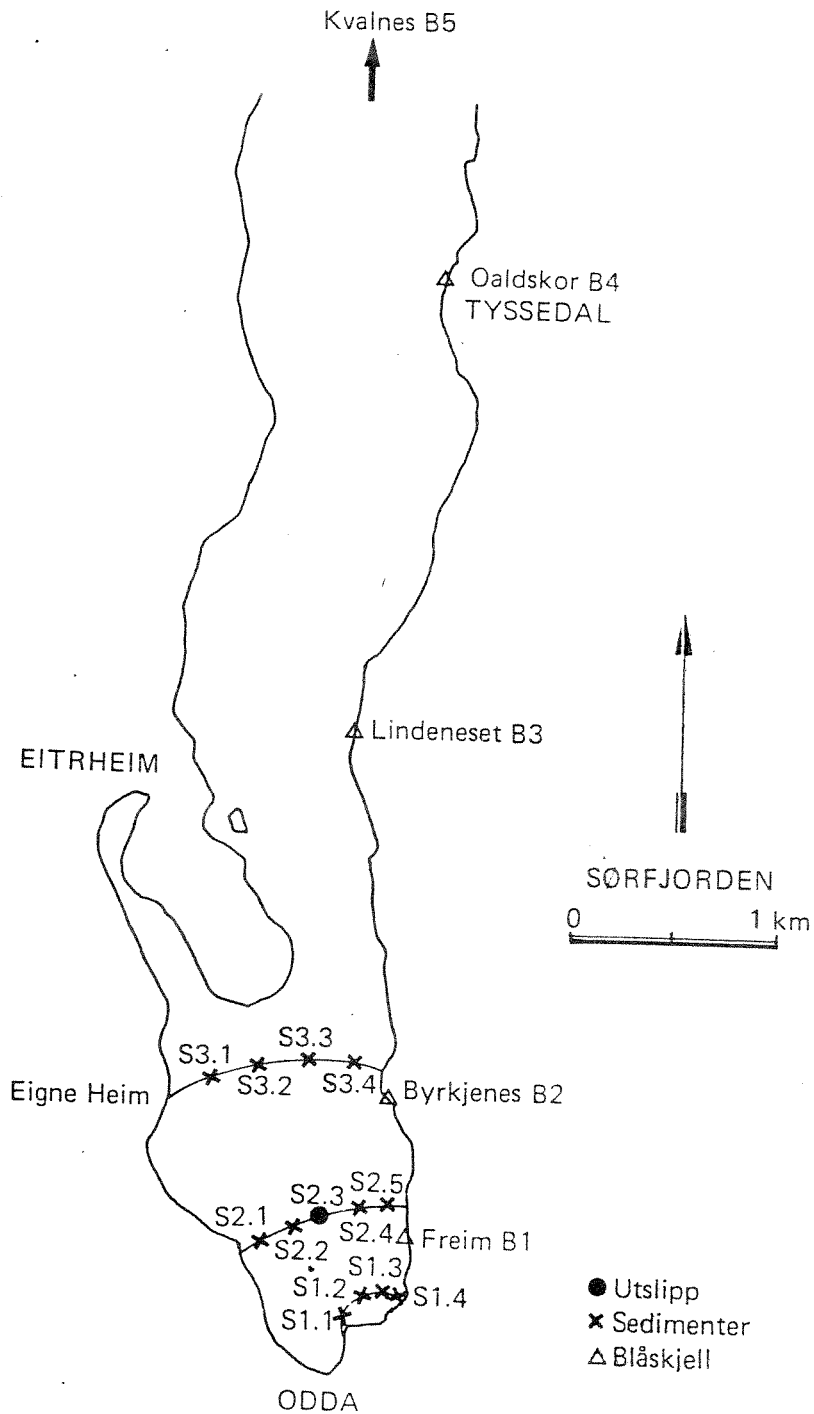 Kvalnes B5
Oaldskor B4
TYSSEDAL
Lindeneset B3
EITRHEIM
SØRFJORDEN
0 1 km
S3.3
S3.1
S3.2 S3.4
Eigne Heim
Byrkjenes B2
S2.5
S2.3
S2.1
S2.4
S2.2
Freim B1
S1.3
S1.2
S1.4
S1.1
Utslipp
Sedimenter
Blåskjell
ODDA